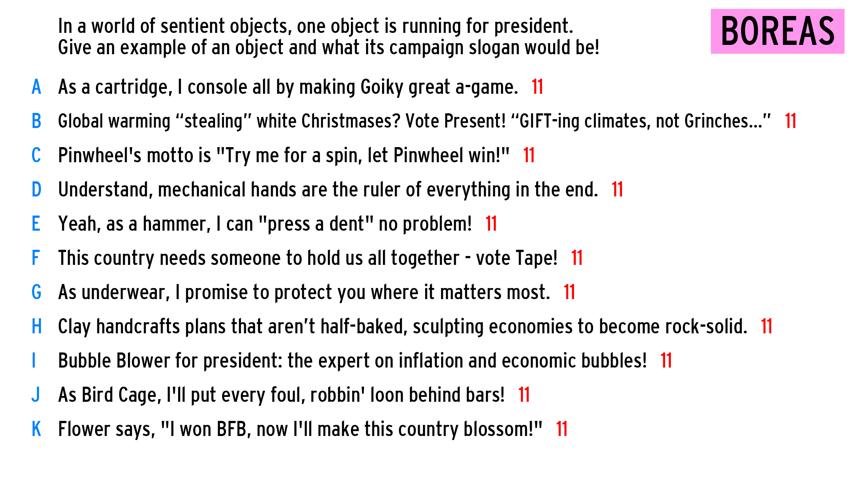 In a world of sentient objects, one object is running for president.
Give an example of an object and what its campaign slogan would be!
BOREAS
A As a cartridge, I console all by making Goiky great a-game. 11
B Global warming “stealing” white Christmases? Vote Present! “GIFT-ing climates, not Grinches...” 11
C Pinwheel's motto is "Try me for a spin, let Pinwheel win!" 11
D Understand, mechanical hands are the ruler of everything in the end. 11
E Yeah, as a hammer, I can "press a dent" no problem! 11
F This country needs someone to hold us all together - vote Tape! 11
G As underwear, I promise to protect you where it matters most. 11
H Clay handcrafts plans that aren’t half-baked, sculpting economies to become rock-solid. 11
I Bubble Blower for president: the expert on inflation and economic bubbles! 11
J As Bird Cage, I'll put every foul, robbin' loon behind bars! 11
K Flower says, "I won BFB, now I'll make this country blossom!" 11